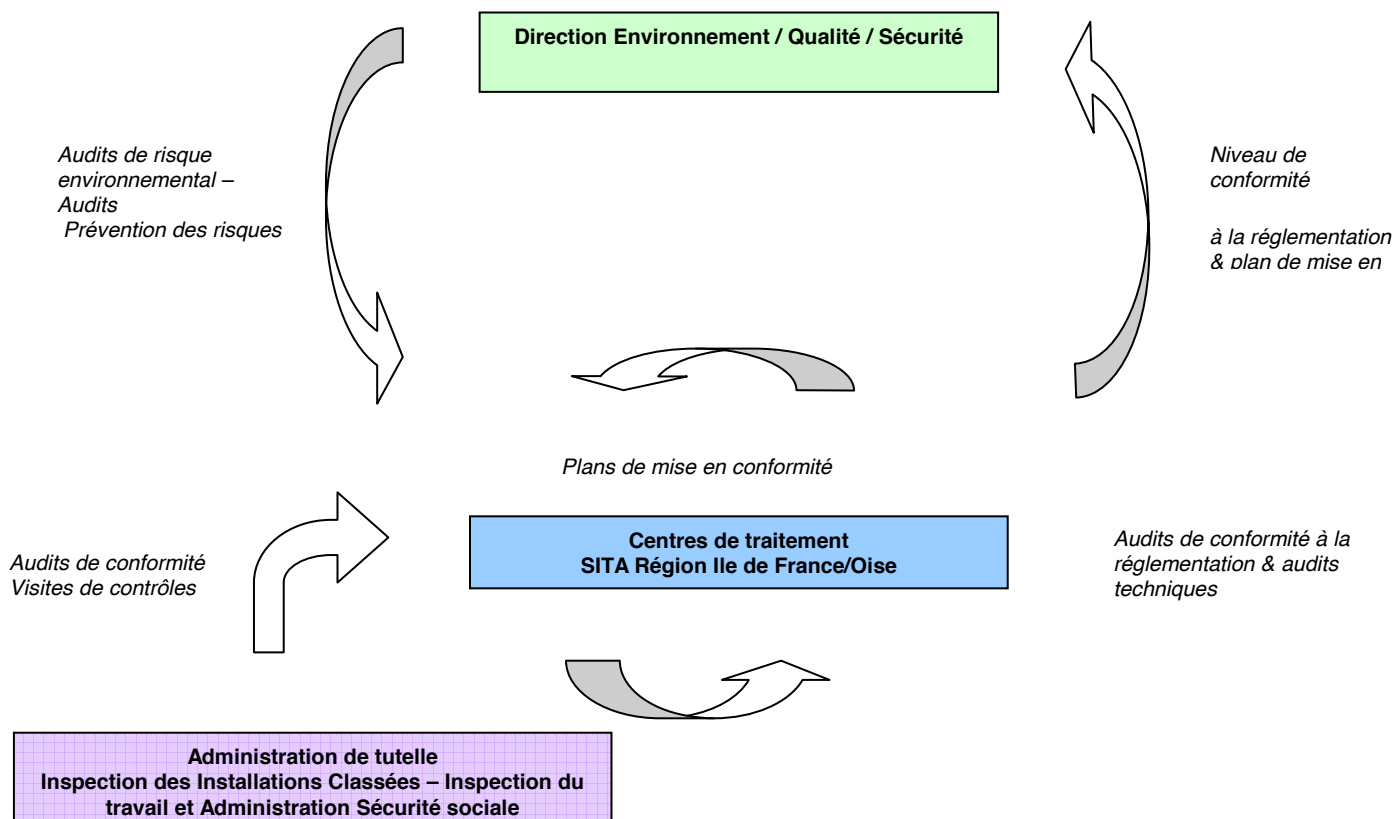 Direction Environnement / Qualité / Sécurité
Audits de risque
environnemental –
Audits
Prévention des risques
Niveau de
conformité
à la réglementation
& plan de mise en
Plans de mise en conformité
Centres de traitement
SITA Région Ile de France/Oise
Audits de conformité
Visites de contrôles
Audits de conformité à la
réglementation & audits
techniques
Administration de tutelle
Inspection des Installations Classées – Inspection du
travail et Administration Sécurité sociale